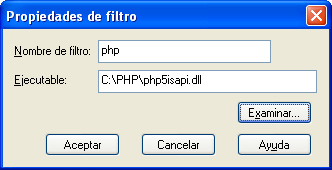 Propiedades de filtro
Nombre de filtro: php
Ejecutable: C:\PHP\php5isapi.dll
Examinar...
Aceptar Cancelar Ayuda